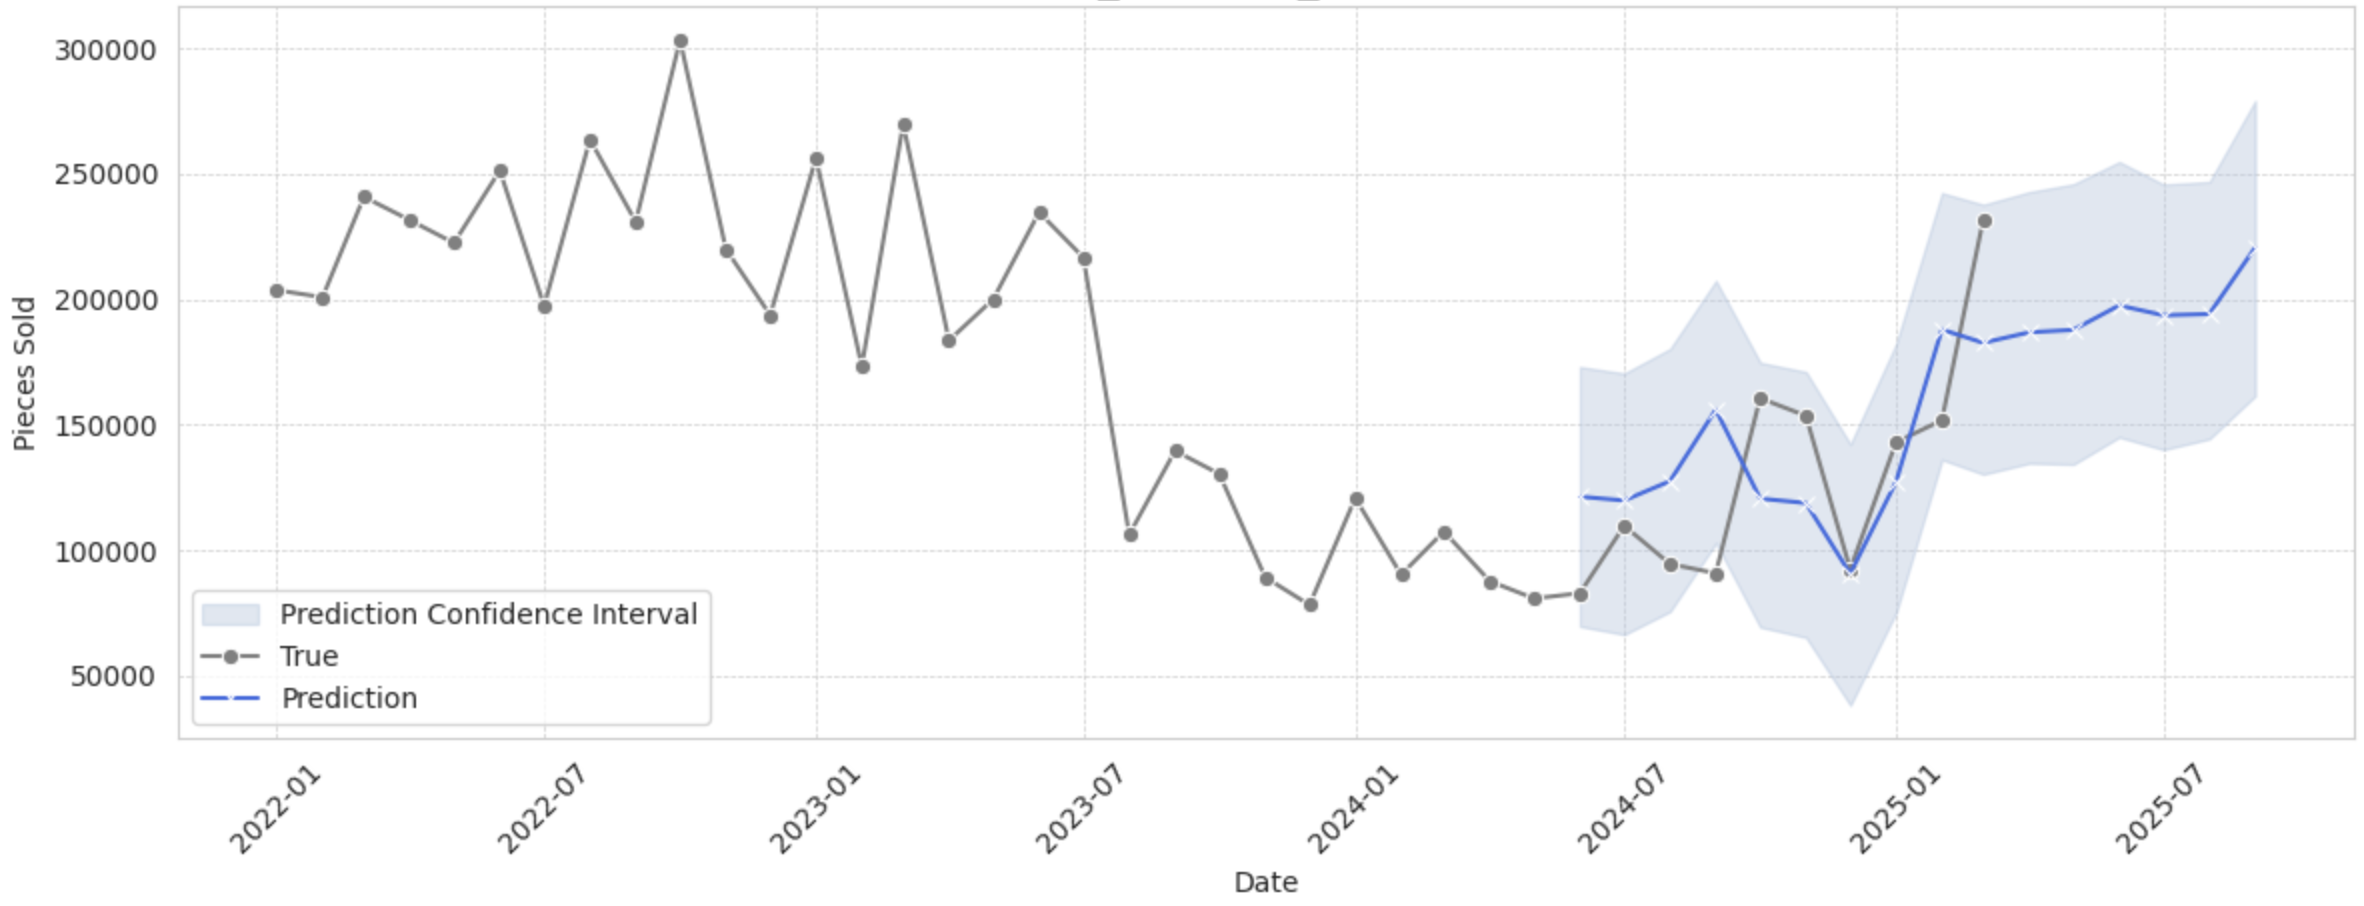 300000
250000
200000
150000
100000
50000
Pieces Sold
Prediction Confidence Interval
True
Prediction
2022-01
2022-07
2023-01
2023-07
2024-01
2024-07
2025-01
2025-07
Date